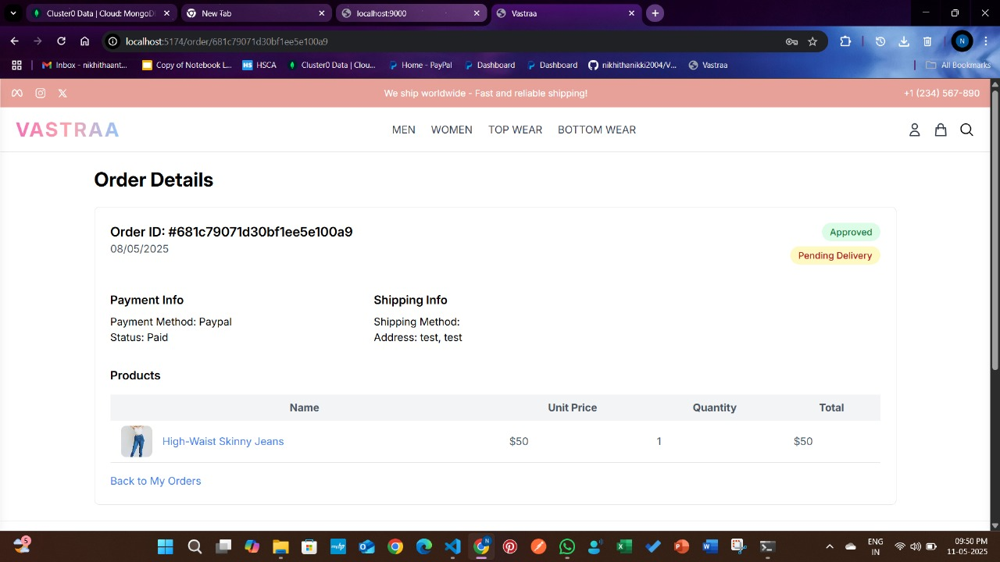 Cluster0 Data | Cloud: MongoDB
New Tab
localhost:9000
Vastraa
localhost:5174/order/681c79071d30bf1ee5e100a9
N
Inbox - nikhithaant...
Copy of Notebook L...
HS HSCA
Cluster0 Data | Clou...
Home - PayPal
Dashboard
Dashboard
nikhithanikki2004/V...
Vastraa
All Bookmarks
We ship worldwide - Fast and reliable shipping!
+1 (234) 567-890
VASTRAA
MEN WOMEN TOP WEAR BOTTOM WEAR
Order Details
Order ID: #681c79071d30bf1ee5e100a9
Approved
08/05/2025
Pending Delivery
Payment Info
Shipping Info
Payment Method: Paypal
Shipping Method:
Status: Paid
Address: test, test
Products
Name Unit Price Quantity Total
High-Waist Skinny Jeans $50 1 $50
Back to My Orders
5
myhp
N
ENG
IN
09:50 PM
11-05-2025